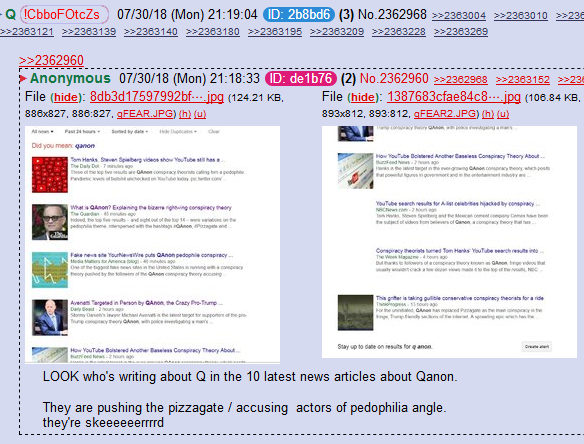 Q !CbboFOtcZs 07/30/18 (Mon) 21:19:04 ID: 2b8bd6 (3) No.2362968 >>2363004 >>2363010
>>2363121 >>2363139 >>2363140 >>2363180 >>2363195 >>2363209 >>2363228 >>2363269
>>2362960
Anonymous 07/30/18 (Mon) 21:18:33 ID: de1b76 (2) No.2362960 >>2362968 >>2363152
File (hide): 8db3d17597992bf⋯.jpg (124.21 KB,
886x827, 886:827, qFEAR.JPG) (h) (u)
File (hide): 1387683cfae84c8⋯.jpg (106.84 KB,
893x812, 893:812, qFEAR2.JPG) (h) (u)
All news Past 24 hours Sorted by date Hide Duplicates Clear
Did you mean: qanon
Tom Hanks, Steven Spielberg videos show YouTube still has a ...
The Daily Dot - 7 minutes ago
Three of the top five results are QAnon conspiracy theorists calling him a pedophile.
What is QAnon? Explaining the bizarre right-wing conspiracy theory
The Guardian - 45 minutes ago
Indeed, the top five results — and eight out of the top 14 — were variations on the
pedophilia theme, interspersed with the hashtags #QAnon, #Pizzagate and ...
Fake news site YourNewsWire puts QAnon pedophile conspiracy ...
Media Matters for America (blog) - 45 minutes ago
One of the biggest fake news sites in the United States is running with a conspiracy
theory pushed by the followers of the QAnon conspiracy theory accusing ...
Avenatti Targeted in Person by QAnon, the Crazy Pro-Trump ...
Daily Beast - 2 hours ago
Stormy Daniels's lawyer Michael Avenatti is the latest target for supporters of the pro-
Trump conspiracy theory QAnon, with police investigating a man's ...
How YouTube Bolstered Another Baseless Conspiracy Theory About ...
BuzzFeed News - 2 hours ago
Trump conspiracy theory QAnon, with police investigating a man's ...
How YouTube Bolstered Another Baseless Conspiracy Theory About ...
BuzzFeed News - 2 hours ago
Hanks is the latest target in the ever-growing QAnon conspiracy theory, which posits
that powerful figures in government and in the entertainment industry are ...
YouTube search results for A-list celebrities hijacked by conspiracy ...
NBCNews.com - 2 hours ago
Tom Hanks, Steven Spielberg and the Mexican cement company Cemex have been
the subject of videos from believers of QAnon, a conspiracy theory that ...
Conspiracy theorists turned Tom Hanks' YouTube search results into ...
The Week Magazine - 4 hours ago
But thanks to followers of a conspiracy theory known as QAnon, fringe videos that
usually wouldn't crack a few dozen views made it to the top of the results, NBC ...
This grifter is taking gullible conservative conspiracy theorists for a ride
ThinkProgress - 13 hours ago
For the uninitiated, QAnon has replaced Pizzagate as the main conspiracy in the
fringe, Trump-friendly sections of the internet. A sprawling epic which has the ...
Stay up to date on results for q anon.
Create alert
LOOK who's writing about Q in the 10 latest news articles about Qanon.
They are pushing the pizzagate / accusing actors of pedophilia angle.
they're skeeeeeerrrrd